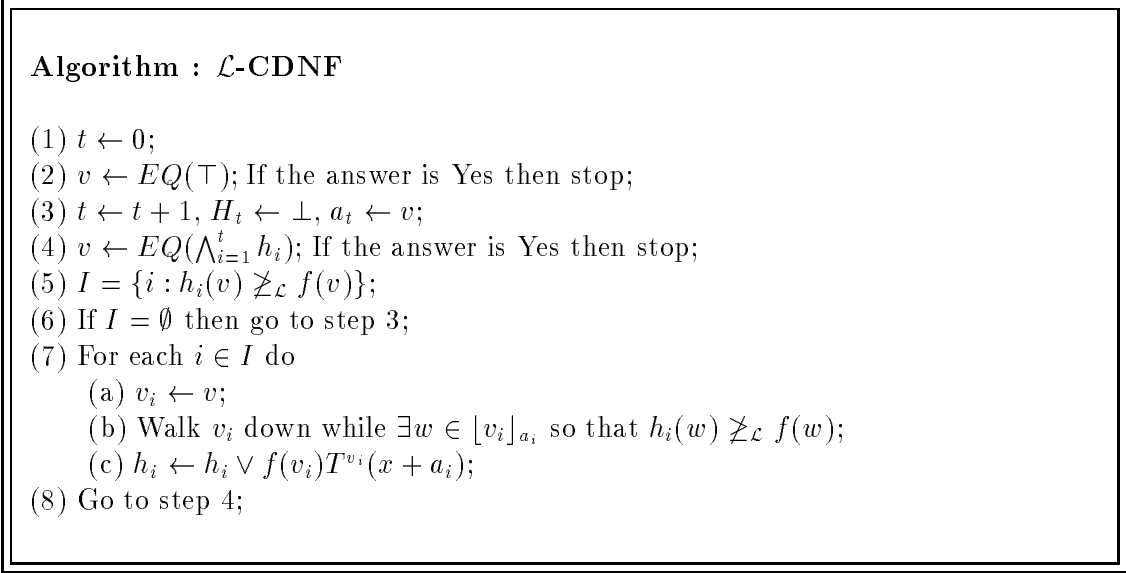 Algorithm : ℒ-CDNF
(1) t ← 0;
(2) v ← EQ(⊤); If the answer is Yes then stop;
(3) t ← t + 1, H_t ← ⊥, a_t ← v;
(4) v ← EQ(⋀_{i=1}^t h_i); If the answer is Yes then stop;
(5) I = {i : h_i(v) ≱_ℒ f(v)};
(6) If I = ∅ then go to step 3;
(7) For each i ∈ I do
(a) v_i ← v;
(b) Walk v_i down while ∃w ∈ ⌊v_i⌋_{a_i} so that h_i(w) ≱_ℒ f(w);
(c) h_i ← h_i ∨ f(v_i)T^{v_i}(x + a_i);
(8) Go to step 4;